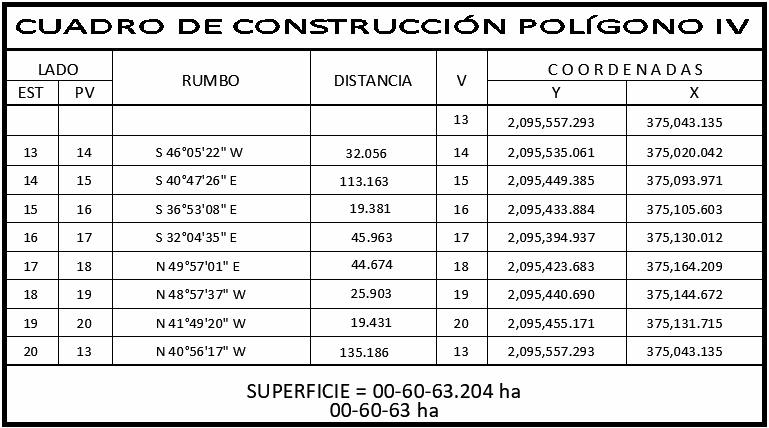 CUADRO DE CONSTRUCCIÓN POLÍGONO IV
LADO RUMBO DISTANCIA V COORDENADAS
EST PV Y X
13 2,095,557.293 375,043.135
13 14 S 46°05'22" W 32.056 14 2,095,535.061 375,020.042
14 15 S 40°47'26" E 113.163 15 2,095,449.385 375,093.971
15 16 S 36°53'08" E 19.381 16 2,095,433.884 375,105.603
16 17 S 32°04'35" E 45.963 17 2,095,394.937 375,130.012
17 18 N 49°57'01" E 44.674 18 2,095,423.683 375,164.209
18 19 N 48°57'37" W 25.903 19 2,095,440.690 375,144.672
19 20 N 41°49'20" W 19.431 20 2,095,455.171 375,131.715
20 13 N 40°56'17" W 135.186 13 2,095,557.293 375,043.135
SUPERFICIE = 00-60-63.204 ha
00-60-63 ha